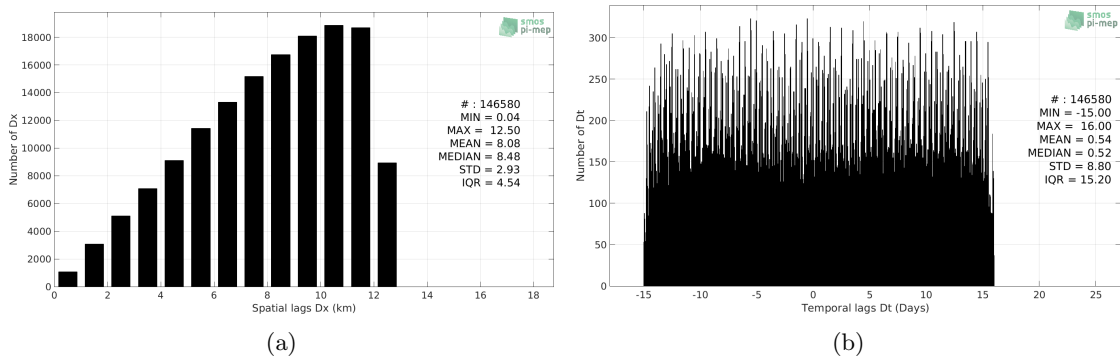 smos
pi-mep
18000
16000
14000
12000
10000
8000
6000
4000
2000
0
Number of Dx
# : 146580
MIN = 0.04
MAX = 12.50
MEAN = 8.08
MEDIAN = 8.48
STD = 2.93
IQR = 4.54
0 2 4 6 8 10 12 14 16 18
Spatial lags Dx (km)
(a)
smos
pi-mep
300
250
200
150
100
50
0
Number of Dt
# : 146580
MIN = -15.00
MAX = 16.00
MEAN = 0.54
MEDIAN = 0.52
STD = 8.80
IQR = 15.20
-15 -10 -5 0 5 10 15 20 25
Temporal lags Dt (Days)
(b)